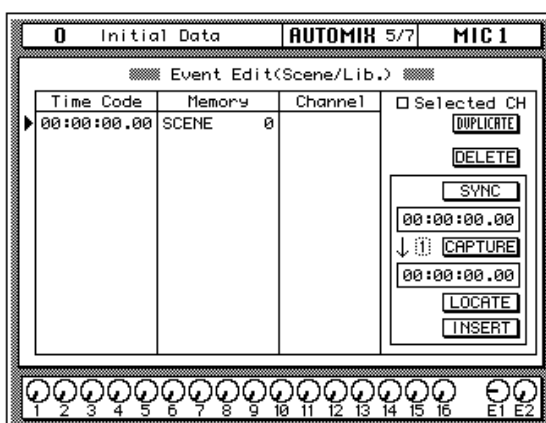 0 Initial Data AUTOMIX 5/7 MIC 1
Event Edit(Scene/Lib.)
Time Code Memory Channel Selected CH
00:00:00.00 SCENE 0 DUPLICATE
DELETE
SYNC
00:00:00.00
↓ 1 CAPTURE
00:00:00.00
LOCATE
INSERT
1 2 3 4 5 6 7 8 9 10 11 12 13 14 15 16 E1 E2